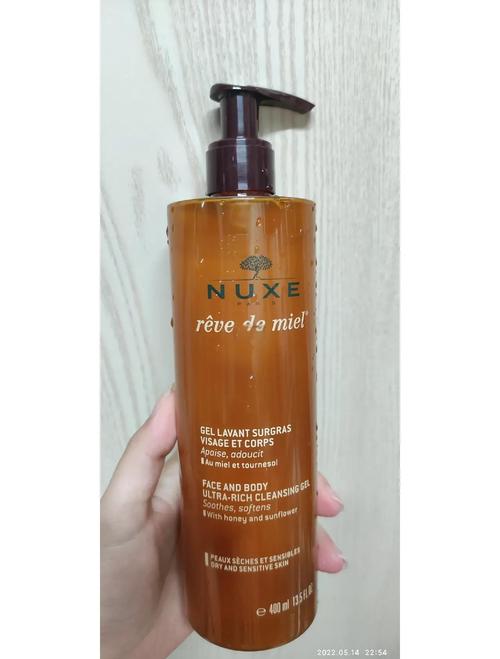 NUXE
PARIS
rêve de miel®
GEL LAVANT SURGRAS
VISAGE ET CORPS
Apaise, adoucit
Au miel et tournesol
FACE AND BODY
ULTRA-RICH CLEANSING GEL
Soothes, softens
With honey and sunflower
PEAUX SÈCHES ET SENSIBLES
DRY AND SENSITIVE SKIN
℮ 400 ml 13.5 FL OZ
2022.05.14 22:54